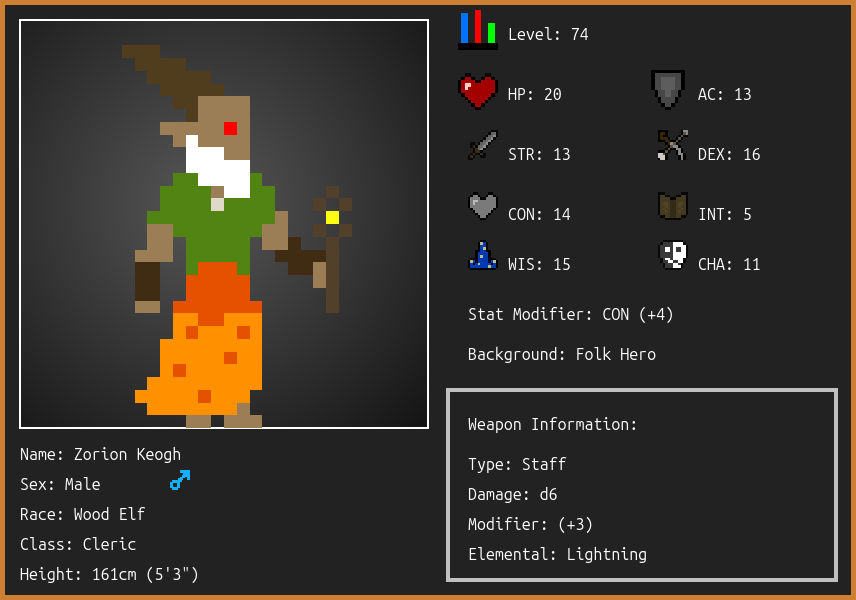 Level: 74
HP: 20
AC: 13
STR: 13
DEX: 16
CON: 14
INT: 5
WIS: 15
CHA: 11
Stat Modifier: CON (+4)
Background: Folk Hero
Weapon Information:
Type: Staff
Damage: d6
Modifier: (+3)
Elemental: Lightning
Name: Zorion Keogh
Sex: Male
Race: Wood Elf
Class: Cleric
Height: 161cm (5'3")